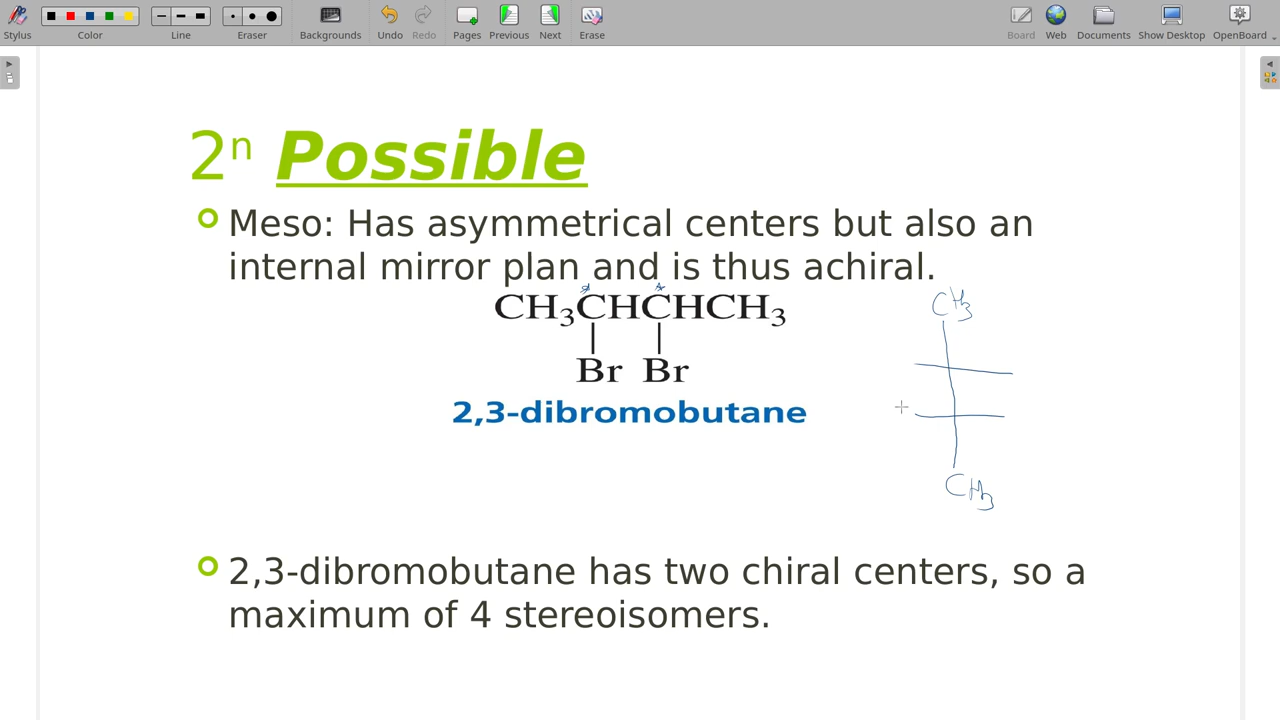 Stylus Color Line Eraser Backgrounds Undo Redo Pages Previous Next Erase Board Web Documents Show Desktop OpenBoard
2ⁿ Possible
Meso: Has asymmetrical centers but also an
internal mirror plan and is thus achiral.
* *
CH₃CHCHCH₃
Br Br
2,3-dibromobutane
CH₃
CH₃
2,3-dibromobutane has two chiral centers, so a
maximum of 4 stereoisomers.